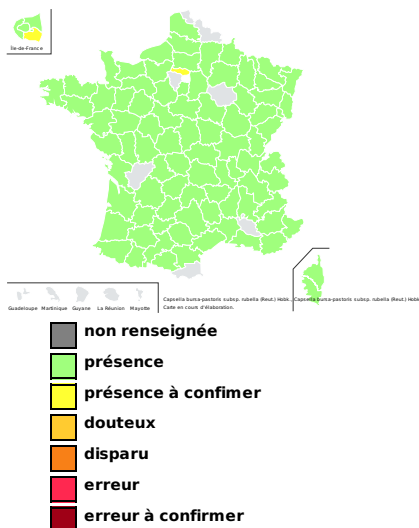 Île-de-France
Guadeloupe Martinique Guyane La Réunion Mayotte
Capsella bursa-pastoris subsp. rubella (Reut.) Hobk., Capsella bursa-pastoris subsp. rubella (Reut.) Hobk
Carte en cours d'élaboration.
non renseignée
présence
présence à confimer
douteux
disparu
erreur
erreur à confirmer